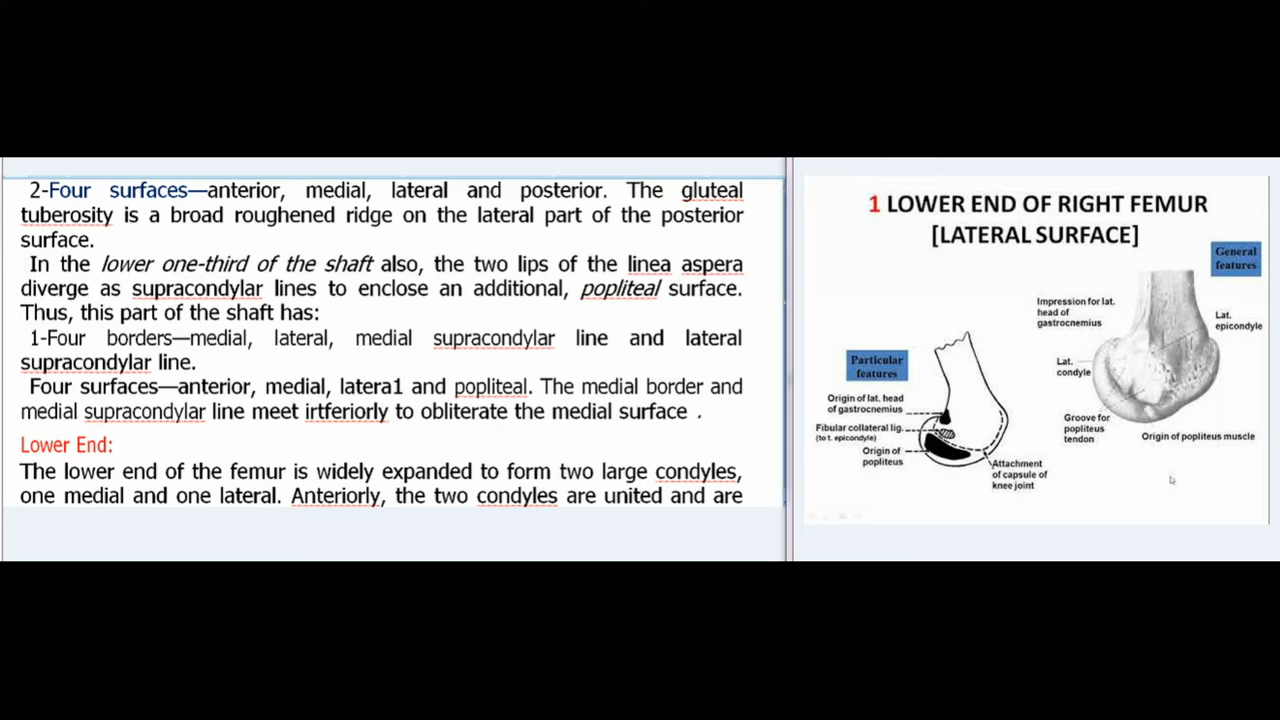 2-Four surfaces—anterior, medial, lateral and posterior. The gluteal
tuberosity is a broad roughened ridge on the lateral part of the posterior
surface.
In the lower one-third of the shaft also, the two lips of the linea aspera
diverge as supracondylar lines to enclose an additional, popliteal surface.
Thus, this part of the shaft has:
1-Four borders—medial, lateral, medial supracondylar line and lateral
supracondylar line.
Four surfaces—anterior, medial, latera1 and popliteal. The medial border and
medial supracondylar line meet irtferiorly to obliterate the medial surface .
Lower End:
The lower end of the femur is widely expanded to form two large condyles,
one medial and one lateral. Anteriorly, the two condyles are united and are
1 LOWER END OF RIGHT FEMUR
[LATERAL SURFACE]
General
features
Impression for lat.
head of
gastrocnemius
Lat.
epicondyle
Lat.
condyle
Groove for
popliteus
tendon
Origin of popliteus muscle
Particular
features
Origin of lat. head
of gastrocnemius
Fibular collateral lig.
(to t. epicondyle)
Origin of
popliteus
Attachment
of capsule of
knee joint